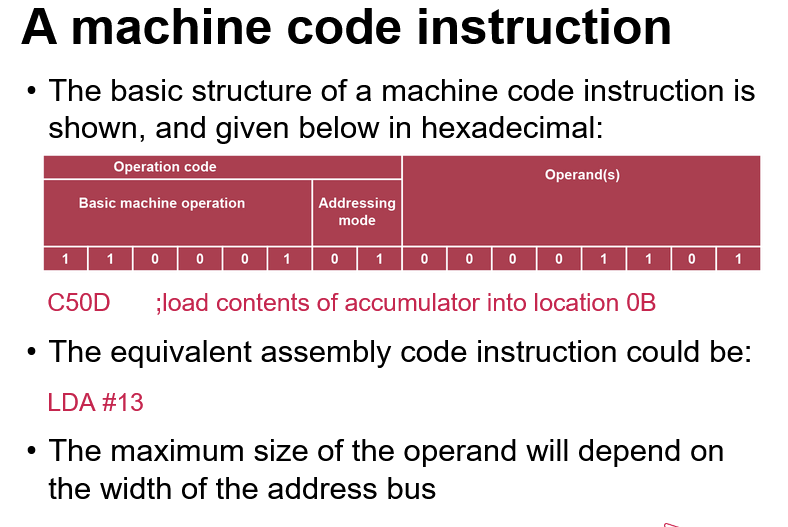 A machine code instruction
• The basic structure of a machine code instruction is
shown, and given below in hexadecimal:
Operation code
Operand(s)
Basic machine operation
Addressing
mode
1 1 0 0 0 1 0 1 0 0 0 0 1 1 0 1
C50D ;load contents of accumulator into location 0B
• The equivalent assembly code instruction could be:
LDA #13
• The maximum size of the operand will depend on
the width of the address bus